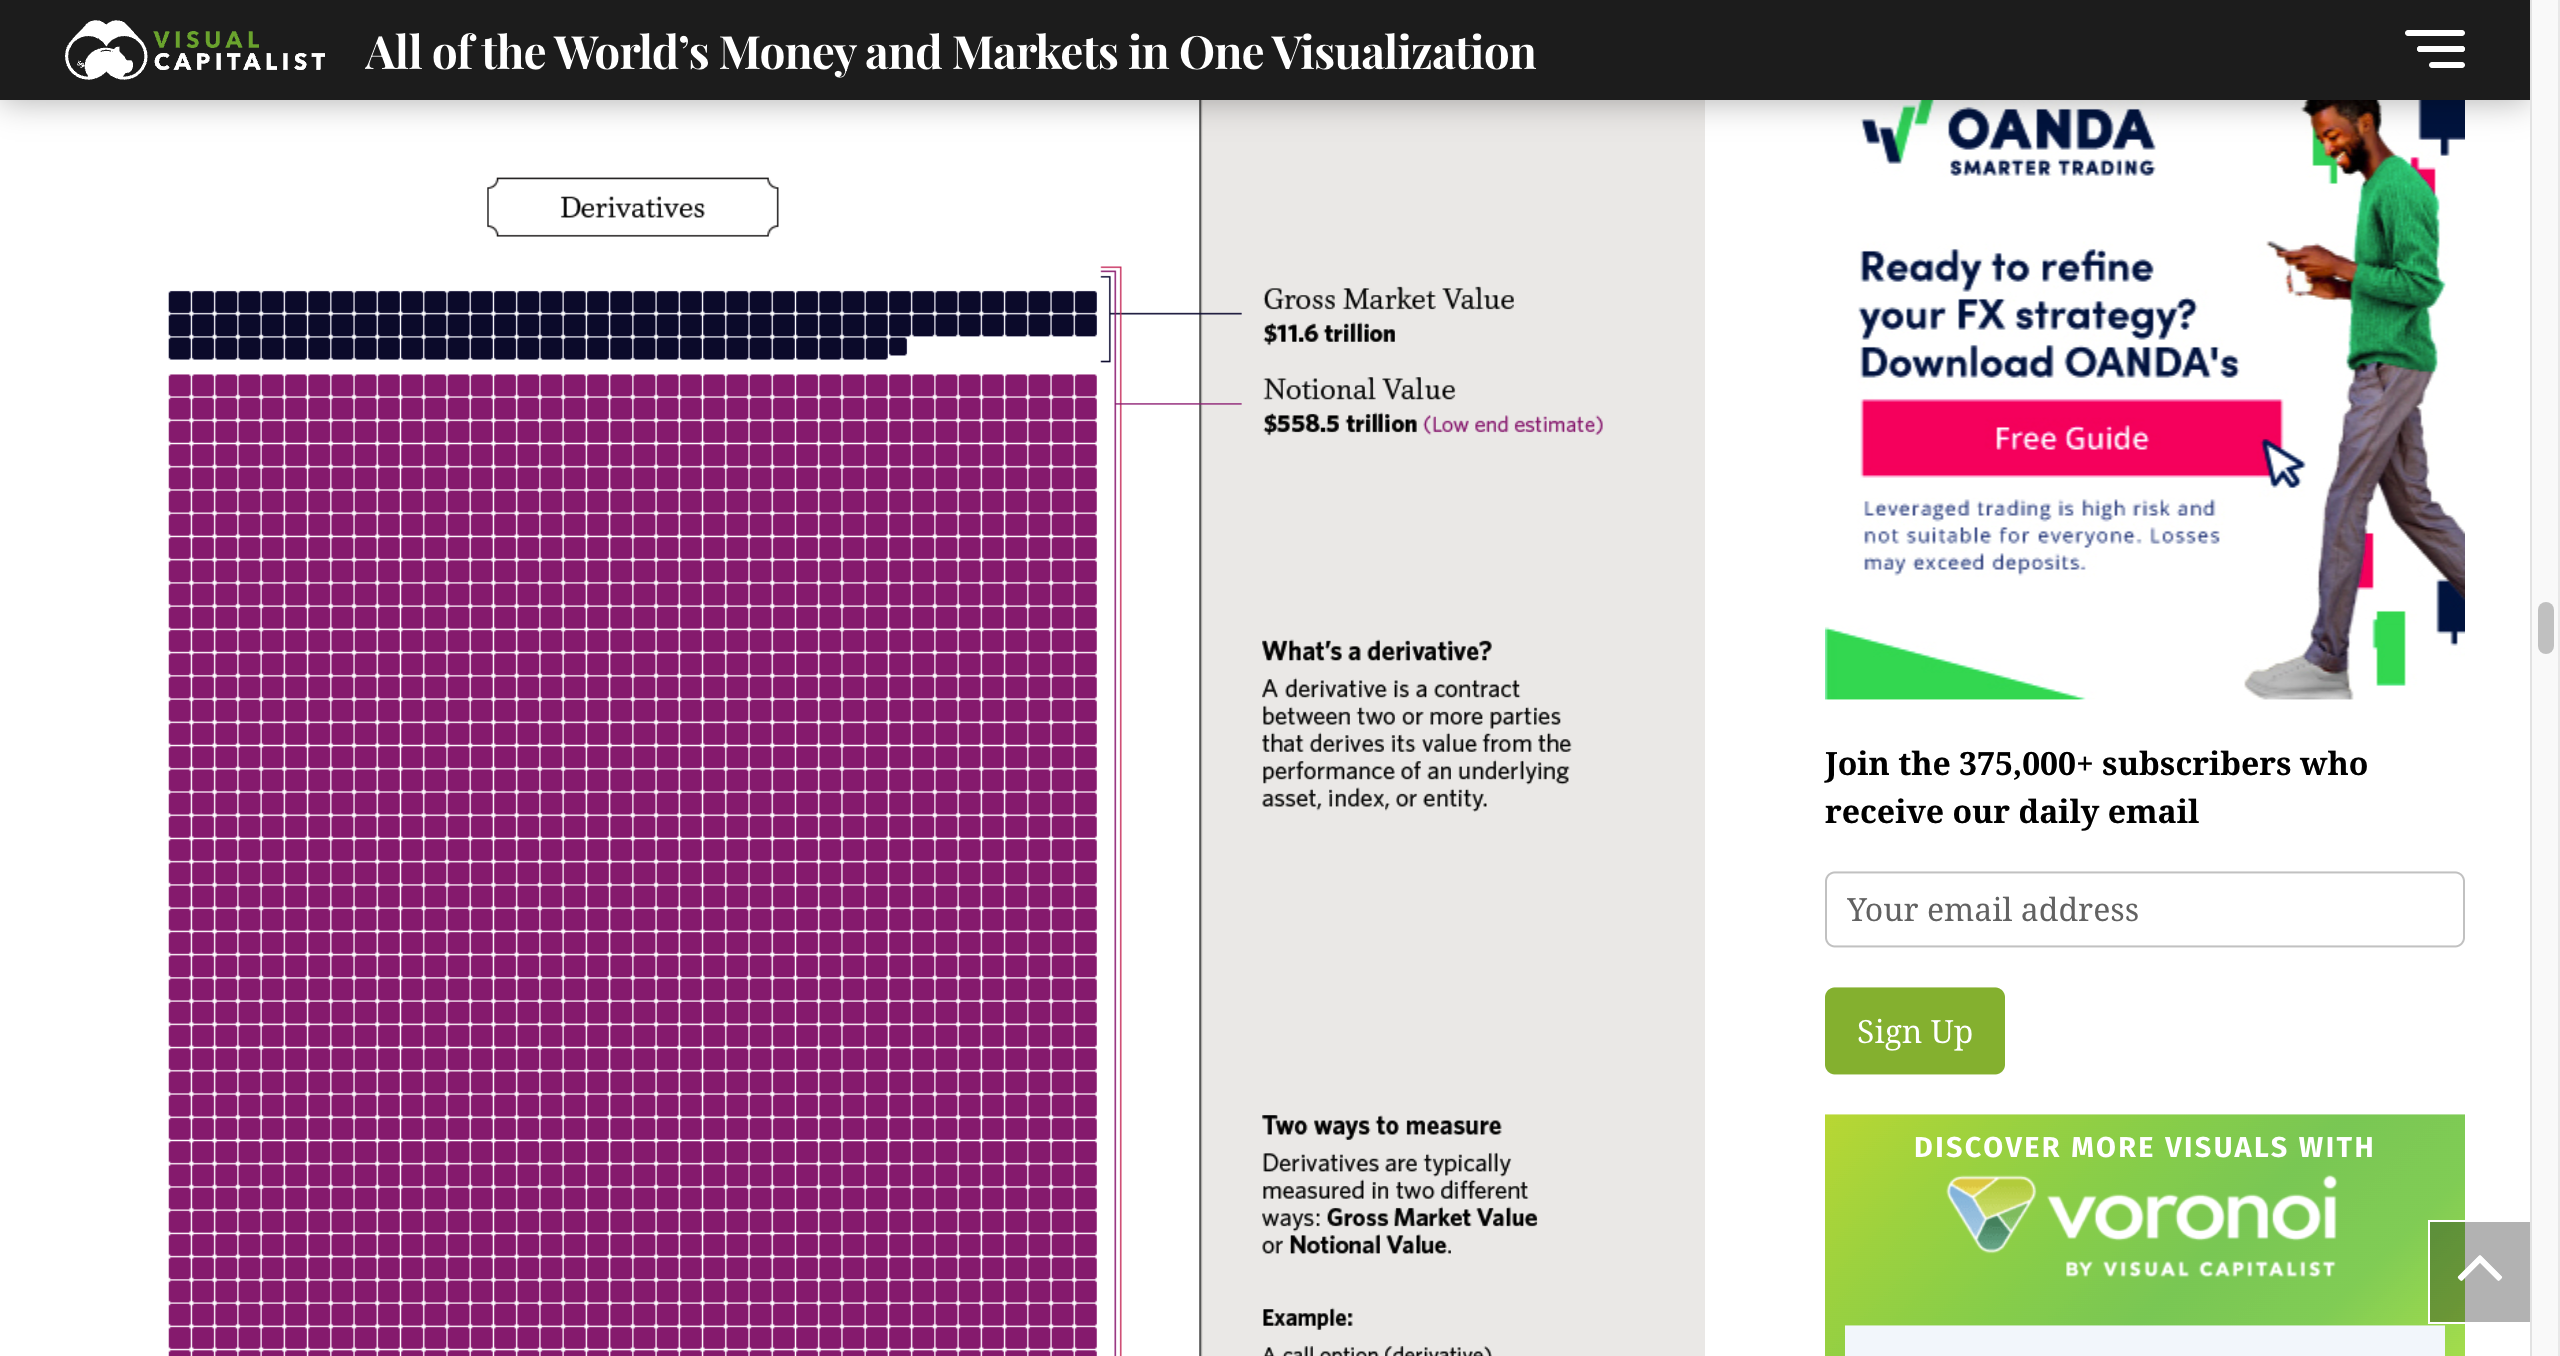 VISUAL
CAPITALIST
All of the World’s Money and Markets in One Visualization
Derivatives
Gross Market Value
$11.6 trillion
Notional Value
$558.5 trillion (Low end estimate)
What’s a derivative?
A derivative is a contract
between two or more parties
that derives its value from the
performance of an underlying
asset, index, or entity.
Two ways to measure
Derivatives are typically
measured in two different
ways: Gross Market Value
or Notional Value.
Example:
A call option (derivative)
OANDA
SMARTER TRADING
Ready to refine
your FX strategy?
Download OANDA's
Free Guide
Leveraged trading is high risk and
not suitable for everyone. Losses
may exceed deposits.
Join the 375,000+ subscribers who
receive our daily email
Your email address
Sign Up
DISCOVER MORE VISUALS WITH
voronoi
BY VISUAL CAPITALIST